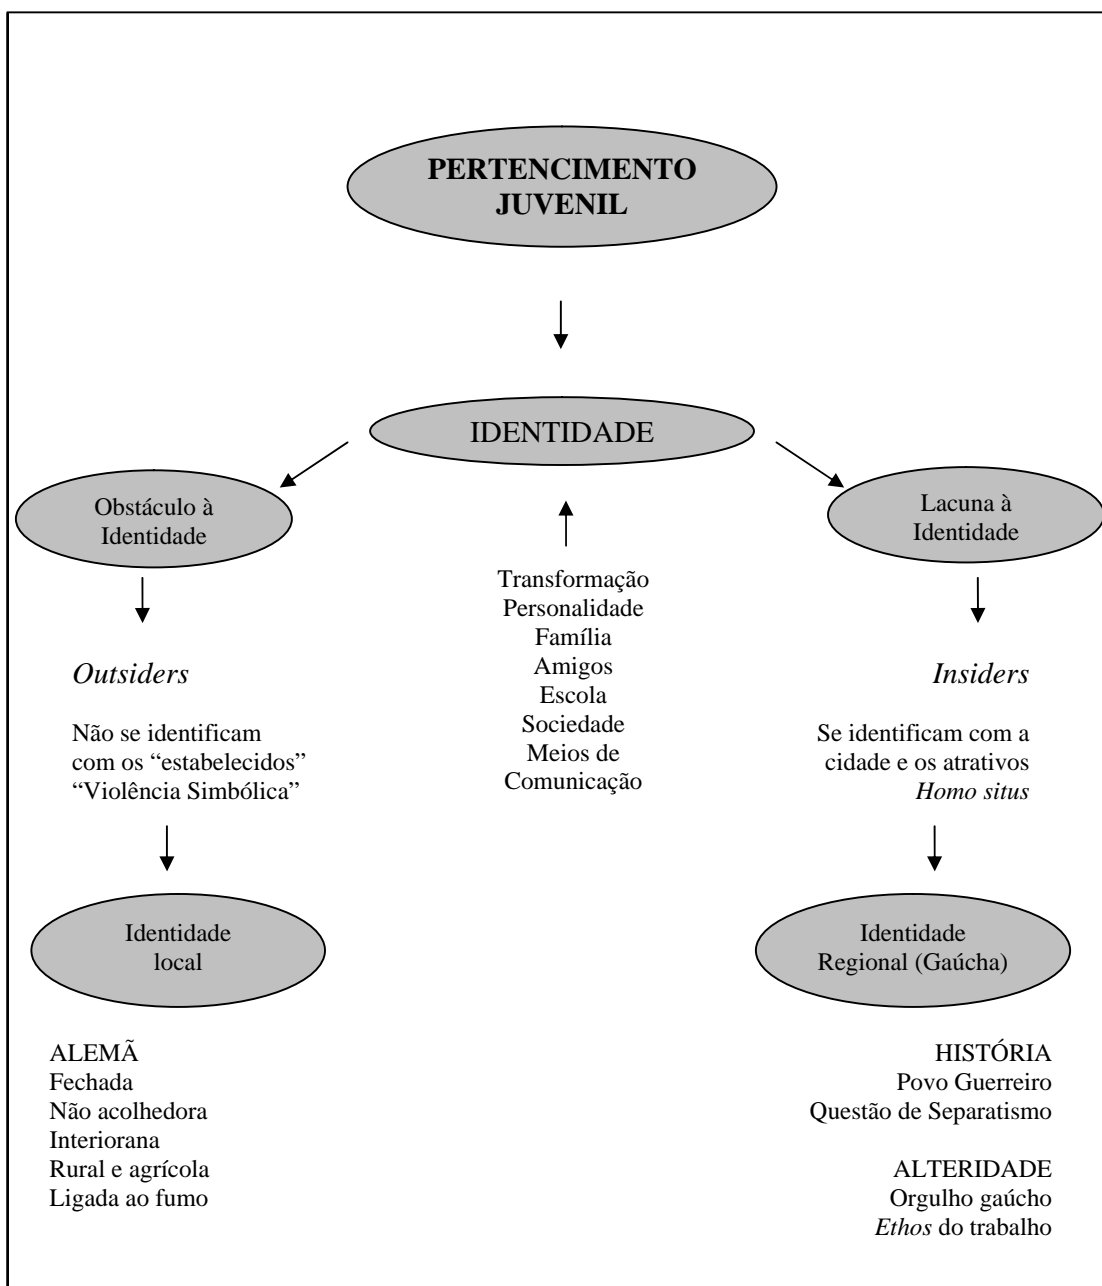 PERTENCIMENTO
JUVENIL
IDENTIDADE
Obstáculo à
Identidade
Lacuna à
Identidade
Transformação
Personalidade
Família
Amigos
Escola
Sociedade
Meios de
Comunicação
Outsiders
Não se identificam
com os “estabelecidos”
“Violência Simbólica”
Insiders
Se identificam com a
cidade e os atrativos
Homo situs
Identidade
local
Identidade
Regional (Gaúcha)
ALEMÃ
Fechada
Não acolhedora
Interiorana
Rural e agrícola
Ligada ao fumo
HISTÓRIA
Povo Guerreiro
Questão de Separatismo
ALTERIDADE
Orgulho gaúcho
Ethos do trabalho